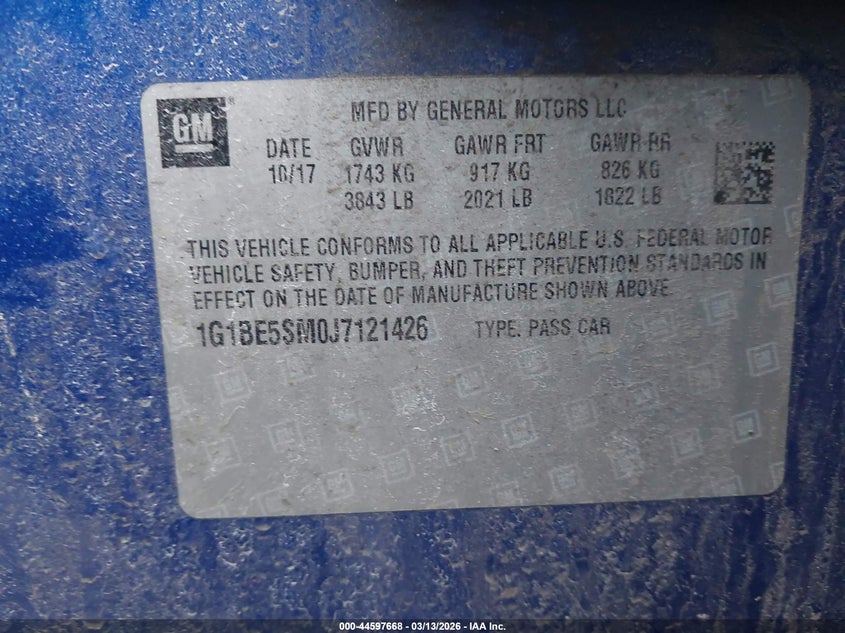 GM
MFD BY GENERAL MOTORS LLC
DATE GVWR GAWR FRT GAWR RR
10/17 1743 KG 917 KG 826 KG
3843 LB 2021 LB 1822 LB
THIS VEHICLE CONFORMS TO ALL APPLICABLE U.S. FEDERAL MOTOR
VEHICLE SAFETY, BUMPER, AND THEFT PREVENTION STANDARDS IN
EFFECT ON THE DATE OF MANUFACTURE SHOWN ABOVE.
1G1BE5SM0J7121426 TYPE: PASS CAR
000-44597668 - 03/13/2026 - IAA Inc.